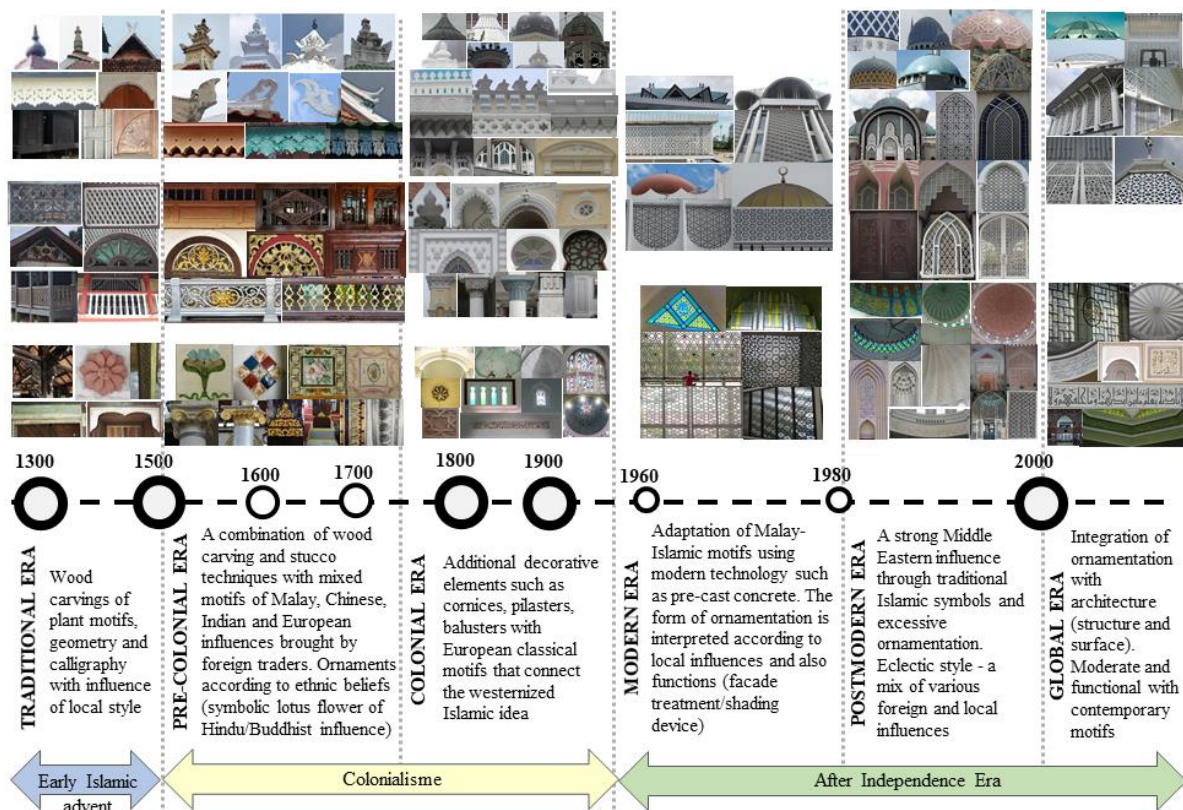 1300
1500
1600
1700
1800
1900
1960
1980
2000
TRADITIONAL ERA
Wood
carvings of
plant motifs,
geometry and
calligraphy
with influence
of local style
PRE-COLONIAL ERA
A combination of wood
carving and stucco
techniques with mixed
motifs of Malay, Chinese,
Indian and European
influences brought by
foreign traders. Ornaments
according to ethnic beliefs
(symbolic lotus flower of
Hindu/Buddhist influence)
COLONIAL ERA
Additional decorative
elements such as
cornices, pilasters,
balusters with
European classical
motifs that connect
the westernized
Islamic idea
MODERN ERA
Adaptation of Malay-
Islamic motifs using
modern technology such
as pre-cast concrete. The
form of ornamentation is
interpreted according to
local influences and also
functions (facade
treatment/shading
device)
POSTMODERN ERA
A strong Middle
Eastern influence
through traditional
Islamic symbols and
excessive
ornamentation.
Eclectic style - a
mix of various
foreign and local
influences
GLOBAL ERA
Integration of
ornamentation
with
architecture
(structure and
surface).
Moderate and
functional with
contemporary
motifs
Early Islamic
advent
Colonialisme
After Independence Era